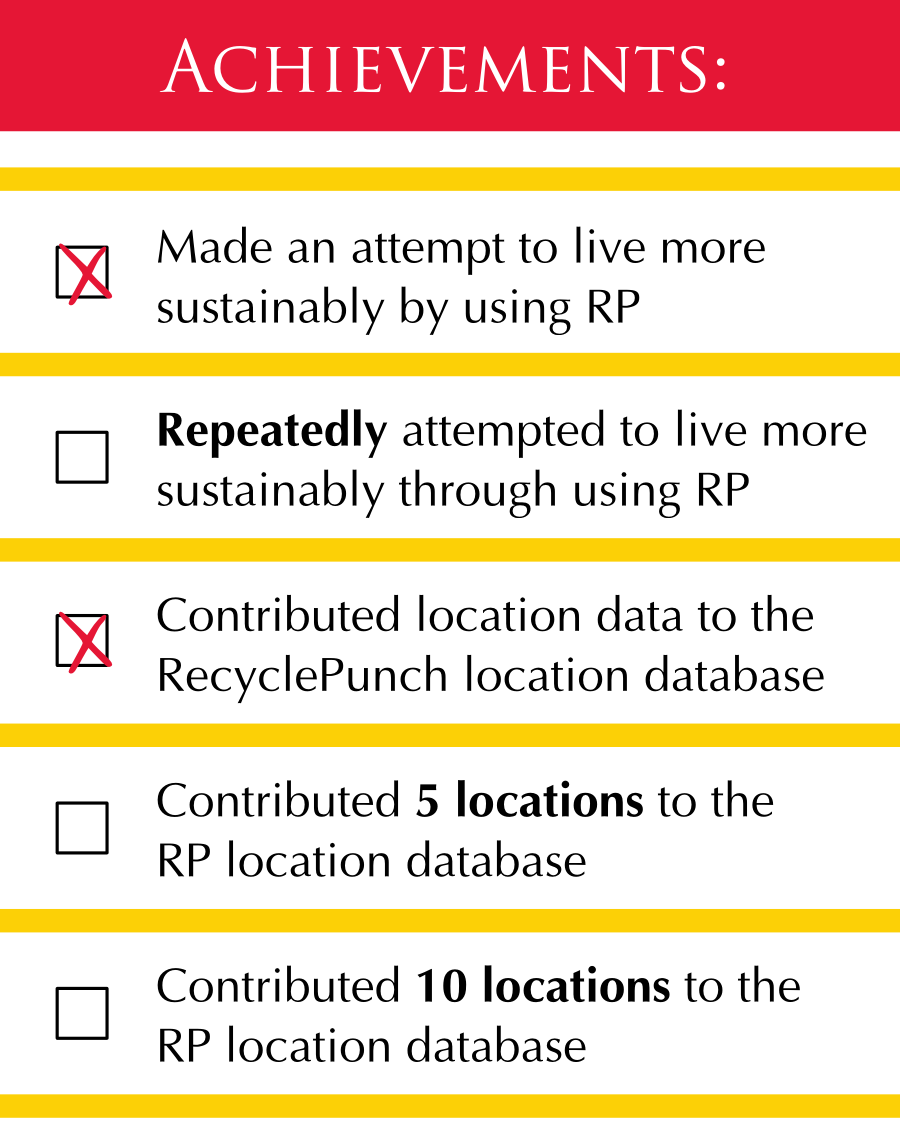 ACHIEVEMENTS:
Made an attempt to live more
sustainably by using RP
Repeatedly attempted to live more
sustainably through using RP
Contributed location data to the
RecyclePunch location database
Contributed 5 locations to the
RP location database
Contributed 10 locations to the
RP location database